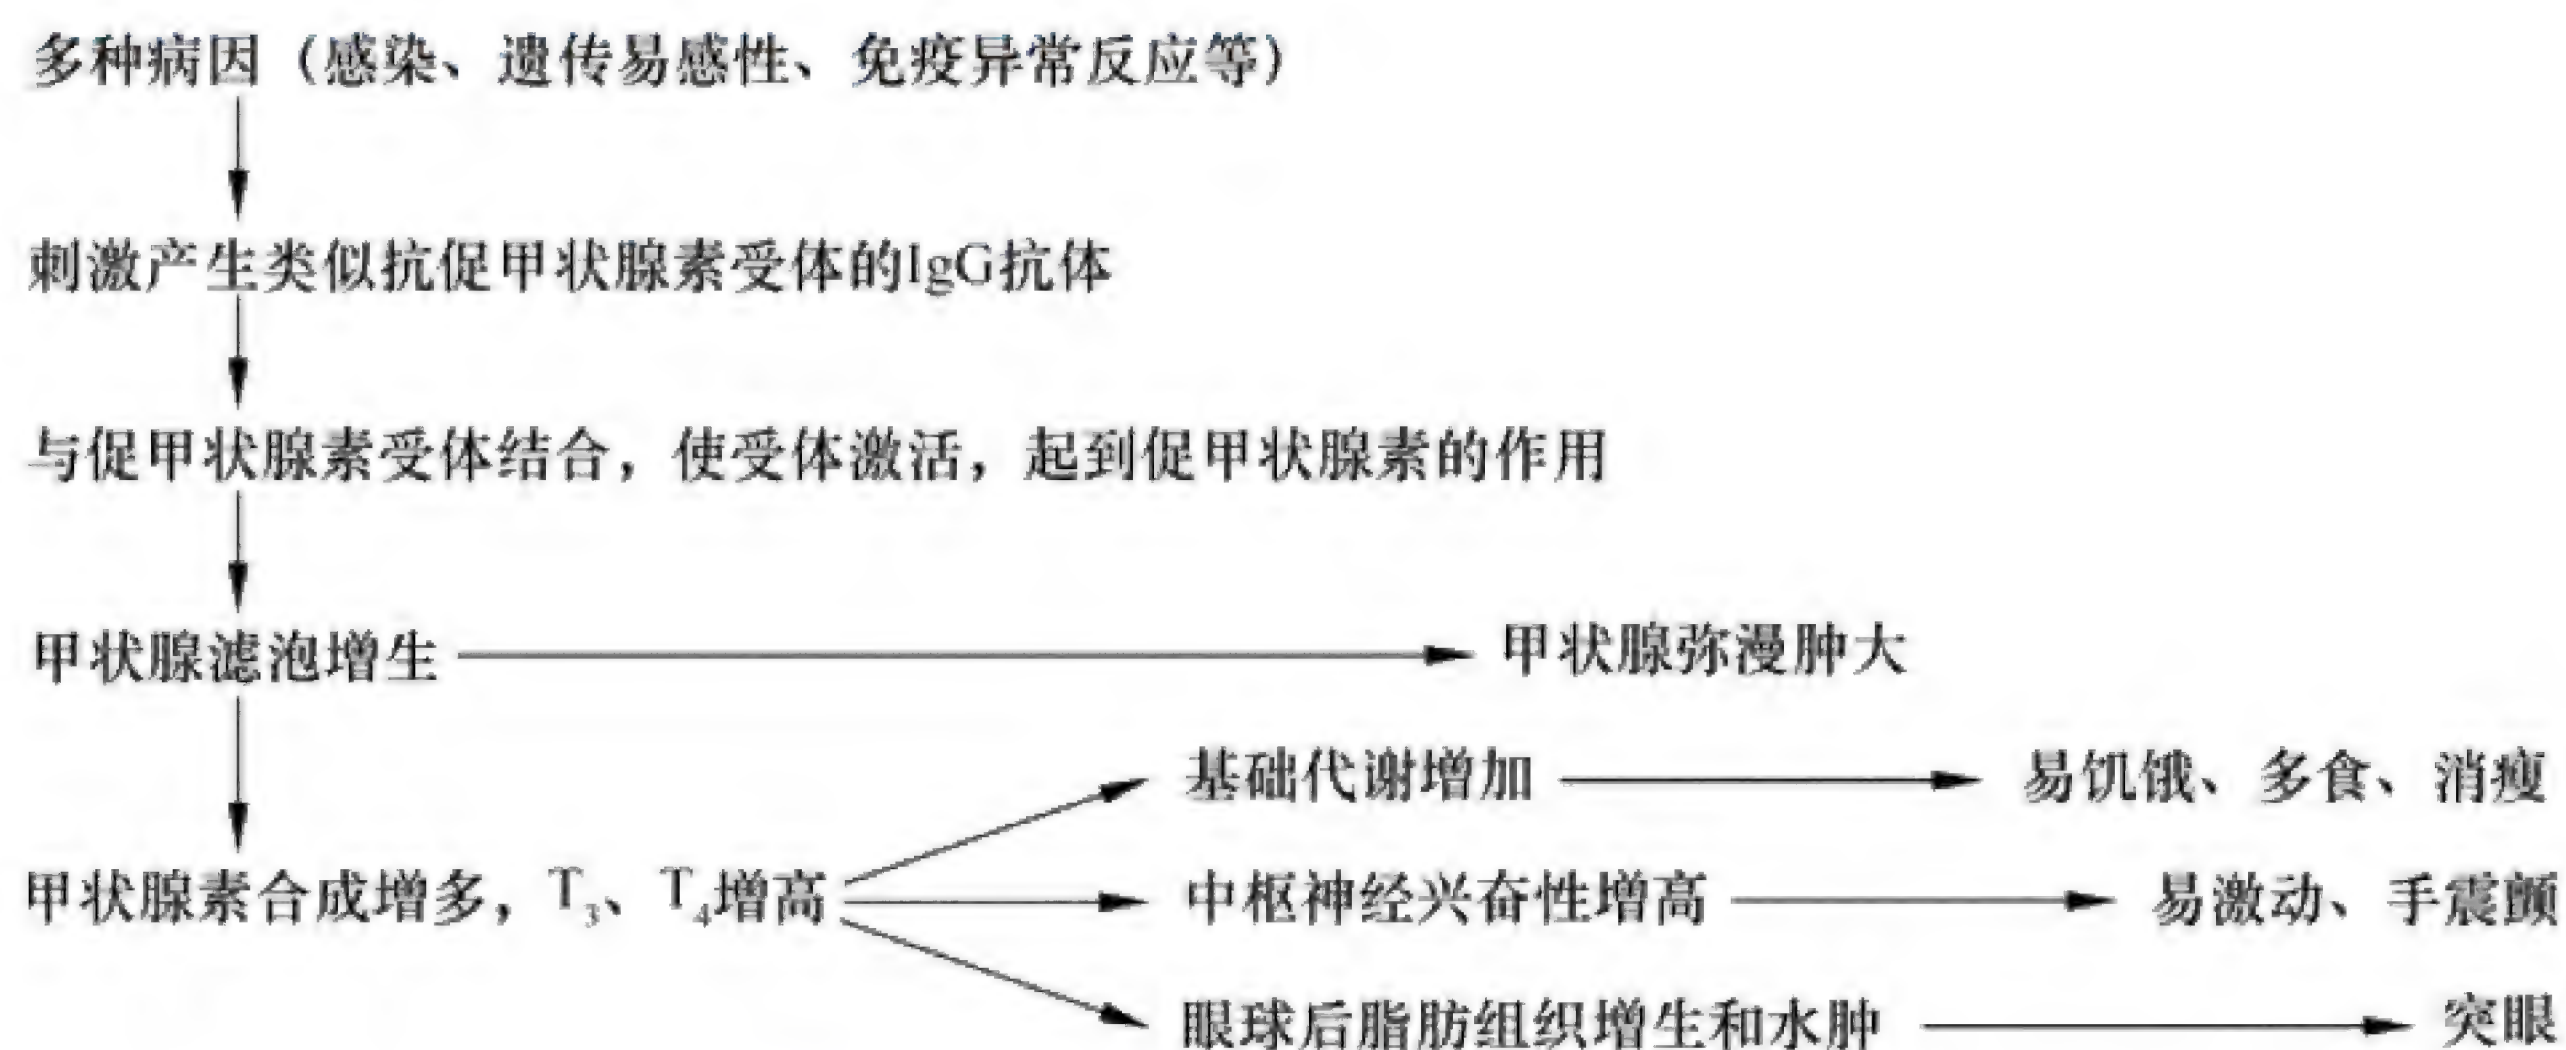 多种病因（感染、遗传易感性、免疫异常反应等）
刺激产生类似抗促甲状腺素受体的IgG抗体
与促甲状腺素受体结合，使受体激活，起到促甲状腺素的作用
甲状腺滤泡增生
甲状腺弥漫肿大
基础代谢增加
易饥饿、多食、消瘦
甲状腺素合成增多，T₃、T₄增高
中枢神经兴奋性增高
易激动、手震颤
眼球后脂肪组织增生和水肿
突眼